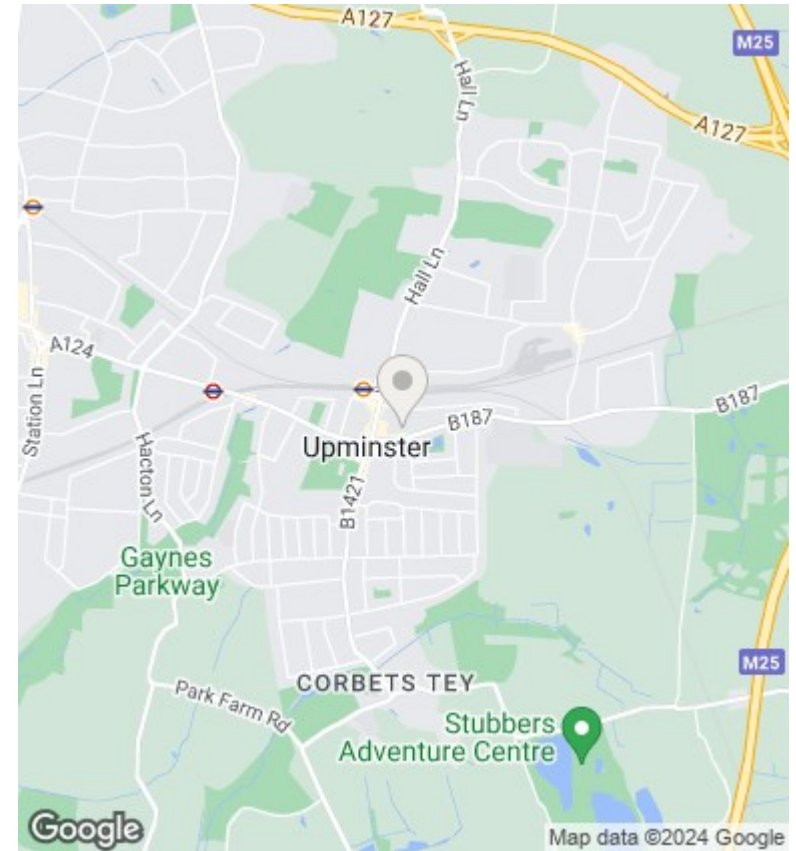 A127
M25
Hall Ln
A127
Hall Ln
A124
Station Ln
Hacton Ln
B187
B187
Upminster
B1421
Gaynes
Parkway
M25
CORBETS TEY
Park Farm Rd
Stubbers
Adventure Centre
Google
Map data ©2024 Google